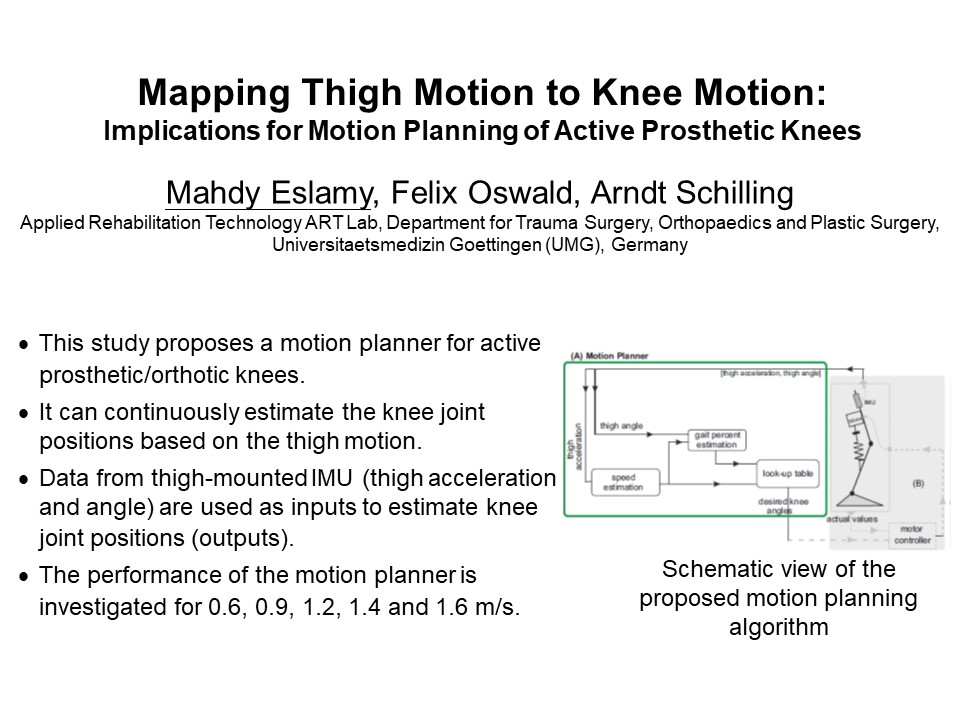 Mapping Thigh Motion to Knee Motion:
Implications for Motion Planning of Active Prosthetic Knees
Mahdy Eslamy, Felix Oswald, Arndt Schilling
Applied Rehabilitation Technology ART Lab, Department for Trauma Surgery, Orthopaedics and Plastic Surgery,
Universitaetsmedizin Goettingen (UMG), Germany
• This study proposes a motion planner for active
prosthetic/orthotic knees.
• It can continuously estimate the knee joint
positions based on the thigh motion.
• Data from thigh-mounted IMU (thigh acceleration
and angle) are used as inputs to estimate knee
joint positions (outputs).
• The performance of the motion planner is
investigated for 0.6, 0.9, 1.2, 1.4 and 1.6 m/s.
(A) Motion Planner
[thigh acceleration, thigh angle]
IMU
thigh angle
thigh
acceleration
gait percent
estimation
speed
estimation
look-up table
(B)
desired knee
angles
actual values
motor
controller
Schematic view of the
proposed motion planning
algorithm